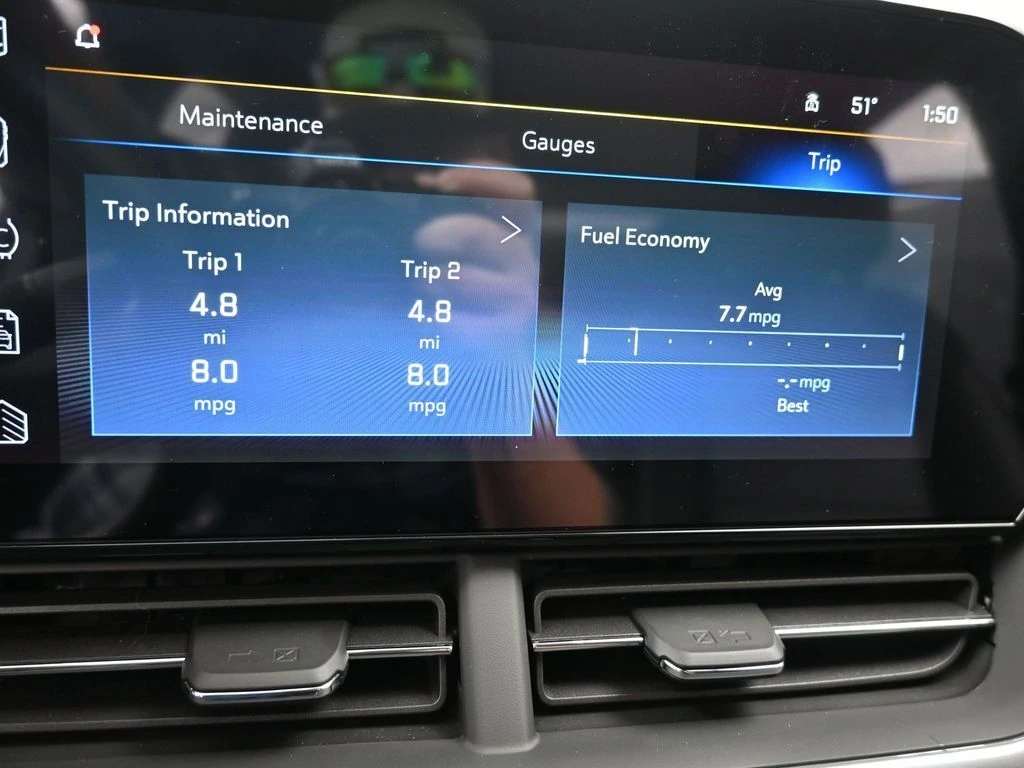 51° 1:50
Maintenance Gauges Trip
Trip Information
Trip 1 Trip 2
4.8 4.8
mi mi
8.0 8.0
mpg mpg
Fuel Economy
Avg
7.7 mpg
-.- mpg
Best